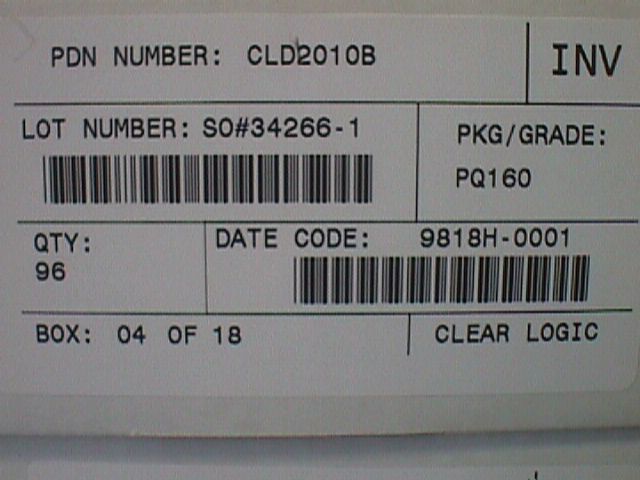 PDN NUMBER: CLD2010B
INV
LOT NUMBER: SO#34266-1
PKG/GRADE:
PQ160
QTY:
96
DATE CODE: 9818H-0001
BOX: 04 OF 18
CLEAR LOGIC